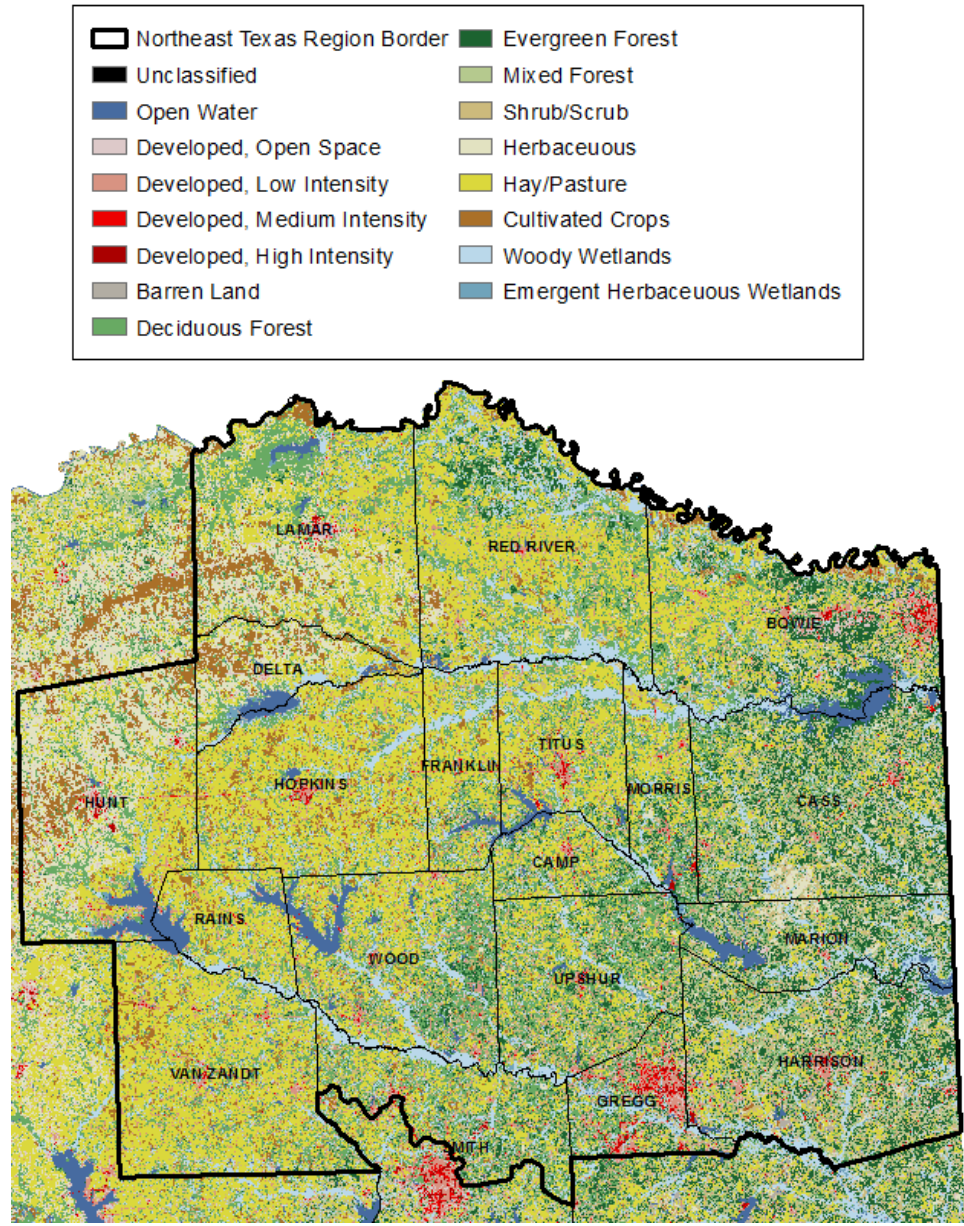 Northeast Texas Region Border
Unclassified
Open Water
Developed, Open Space
Developed, Low Intensity
Developed, Medium Intensity
Developed, High Intensity
Barren Land
Deciduous Forest
Evergreen Forest
Mixed Forest
Shrub/Scrub
Herbaceuous
Hay/Pasture
Cultivated Crops
Woody Wetlands
Emergent Herbaceuous Wetlands
LAMAR
RED RIVER
BOWIE
DELTA
TITUS
FRANKLIN
HOPKINS
MORRIS
HUNT
CASS
CAMP
RAINS
MARION
WOOD
UPSHUR
HARRISON
VAN ZANDT
GREGG
SMITH